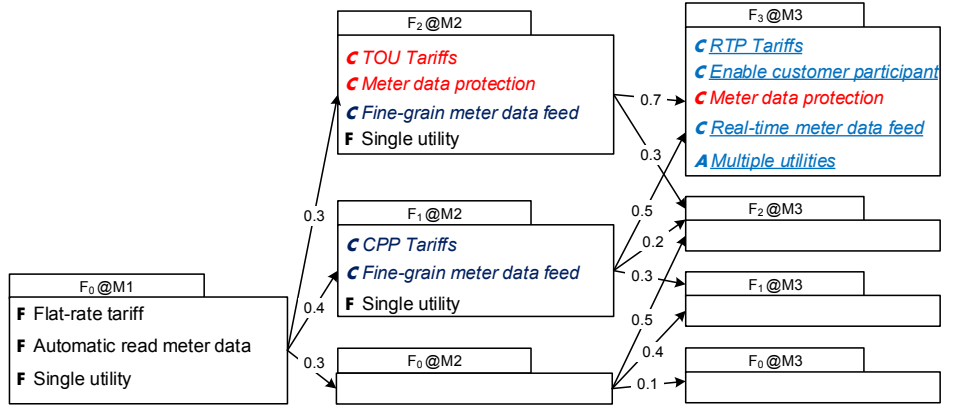 F₀@M1
F Flat-rate tariff
F Automatic read meter data
F Single utility
0.3
0.4
0.3
F₂@M2
C TOU Tariffs
C Meter data protection
C Fine-grain meter data feed
F Single utility
F₁@M2
C CPP Tariffs
C Fine-grain meter data feed
F Single utility
F₀@M2
0.7
0.3
0.5
0.2
0.3
0.5
0.4
0.1
F₃@M3
C RTP Tariffs
C Enable customer participant
C Meter data protection
C Real-time meter data feed
A Multiple utilities
F₂@M3
F₁@M3
F₀@M3